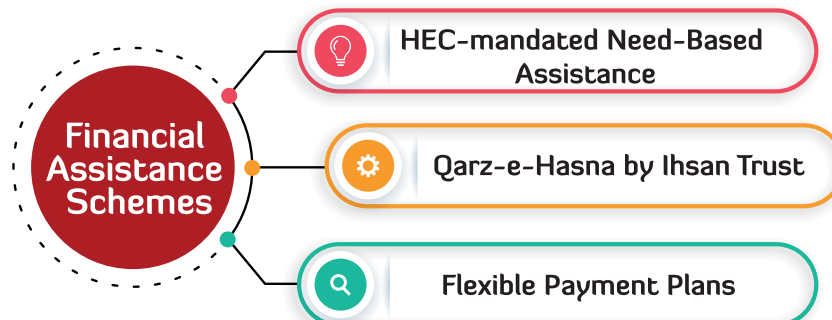 Financial
Assistance
Schemes
HEC-mandated Need-Based
Assistance
Qarz-e-Hasna by Ihsan Trust
Flexible Payment Plans